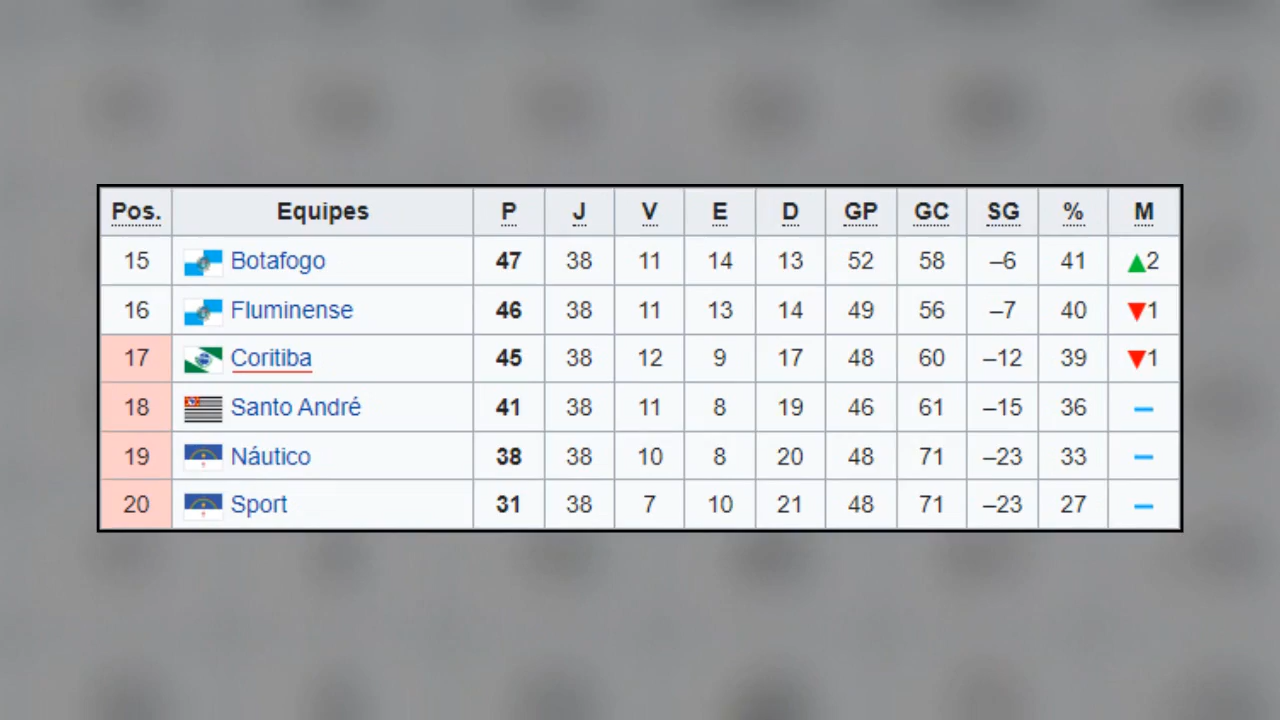 Pos. Equipes P J V E D GP GC SG % M
15 Botafogo 47 38 11 14 13 52 58 –6 41 ▲2
16 Fluminense 46 38 11 13 14 49 56 –7 40 ▼1
17 Coritiba 45 38 12 9 17 48 60 –12 39 ▼1
18 Santo André 41 38 11 8 19 46 61 –15 36 –
19 Náutico 38 38 10 8 20 48 71 –23 33 –
20 Sport 31 38 7 10 21 48 71 –23 27 –